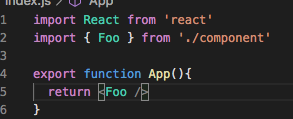 index.js > App
1 import React from 'react'
2 import { Foo } from './component'
3
4 export function App(){
5   return <Foo />
6 }